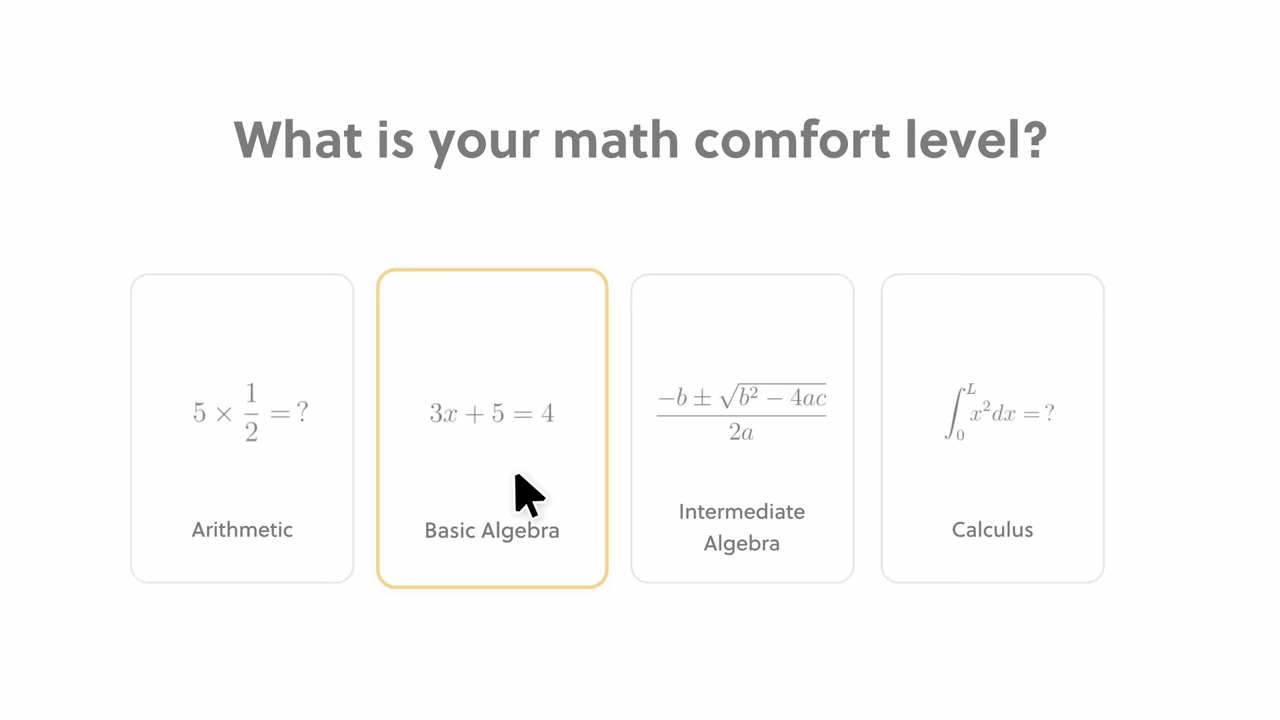 What is your math comfort level?
5 × 1/2 = ?
Arithmetic
3x + 5 = 4
Basic Algebra
−b ± √(b² − 4ac)
2a
Intermediate
Algebra
∫₀ᴸ x²dx = ?
Calculus